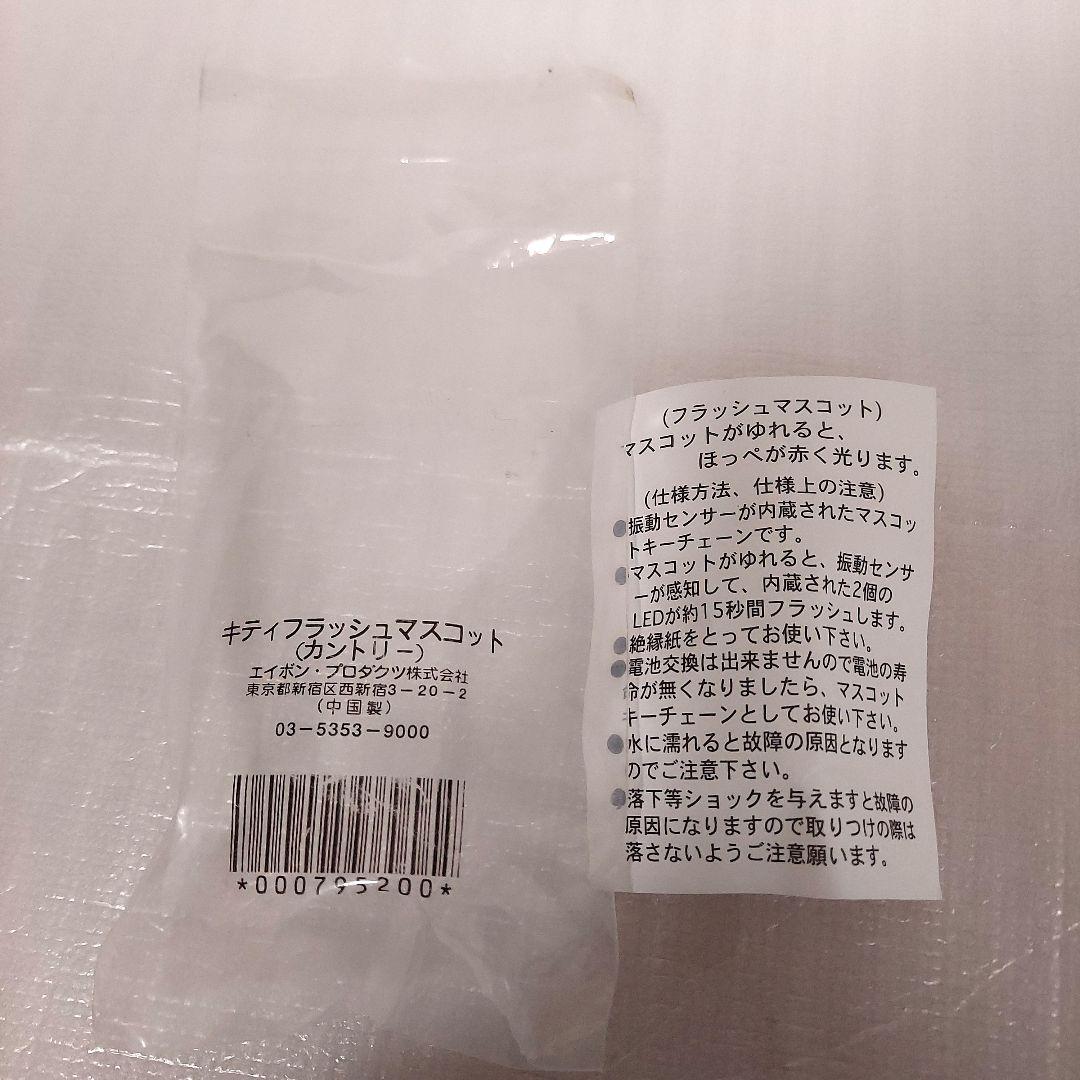 キティフラッシュマスコット
(カントリー)
エイボン・プロダクツ株式会社
東京都新宿区西新宿3-20-2
(中国製)
03-5353-9000
*000795200*
(フラッシュマスコット)
マスコットがゆれると、
ほっぺが赤く光ります。
(仕様方法、仕様上の注意)
●振動センサーが内蔵されたマスコッ
トキーチェーンです。
●マスコットがゆれると、振動センサ
ーが感知して、内蔵された2個の
LEDが約15秒間フラッシュします。
●絶縁紙をとってお使い下さい。
●電池交換は出来ませんので電池の寿
命が無くなりましたら、マスコット
キーチェーンとしてお使い下さい。
●水に濡れると故障の原因となります
のでご注意下さい。
●落下等ショックを与えますと故障の
原因になりますので取りつけの際は
落さないようご注意願います。